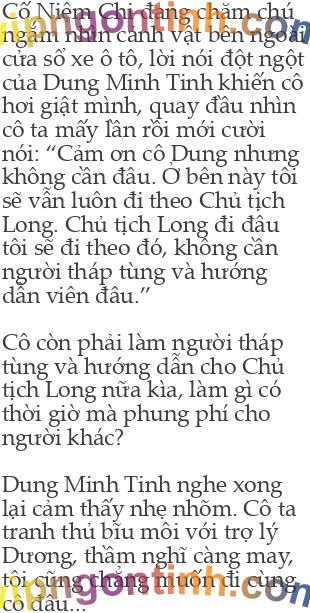 Cố Niệm Chi đang chăm chú
ngắm nhìn cảnh vật bên ngoài
cửa sổ xe ô tô, lời nói đột ngột
của Dung Minh Tinh khiến cô
hơi giật mình, quay đầu nhìn
cô ta mấy lần rồi mới cười
nói: “Cảm ơn cô Dung nhưng
không cần đâu. Ở bên này tôi
sẽ vẫn luôn đi theo Chủ tịch
Long. Chủ tịch Long đi đâu
tôi sẽ đi theo đó, không cần
người tháp tùng và hướng
dẫn viên đâu.”
Cô còn phải làm người tháp
tùng và hướng dẫn cho Chủ
tịch Long nữa kìa, làm gì có
thời giờ mà phung phí cho
người khác?
Dung Minh Tinh nghe xong
lại cảm thấy nhẹ nhõm. Cô ta
tranh thủ bĩu môi với trợ lý
Dương, thầm nghĩ càng may,
tôi cũng chẳng muốn đi cùng
cô đâu...